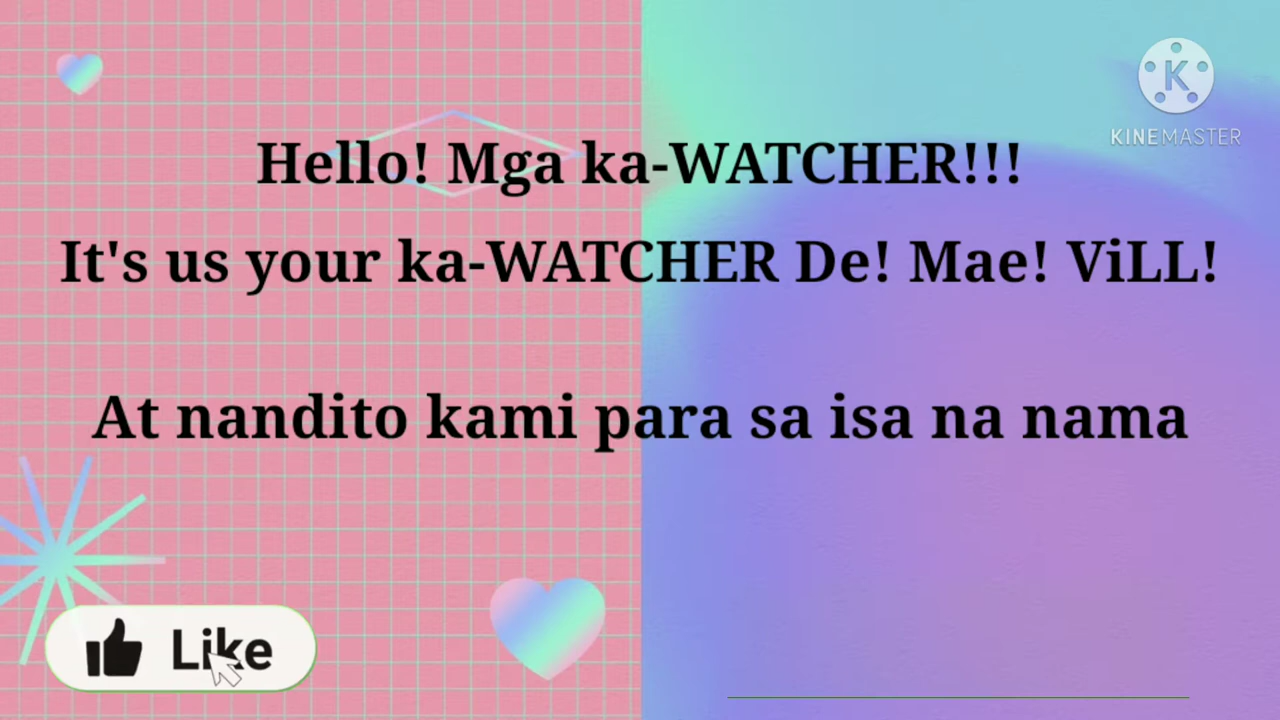 K
KINEMASTER
Hello! Mga ka-WATCHER!!!
It's us your ka-WATCHER De! Mae! ViLL!
At nandito kami para sa isa na nama
Like